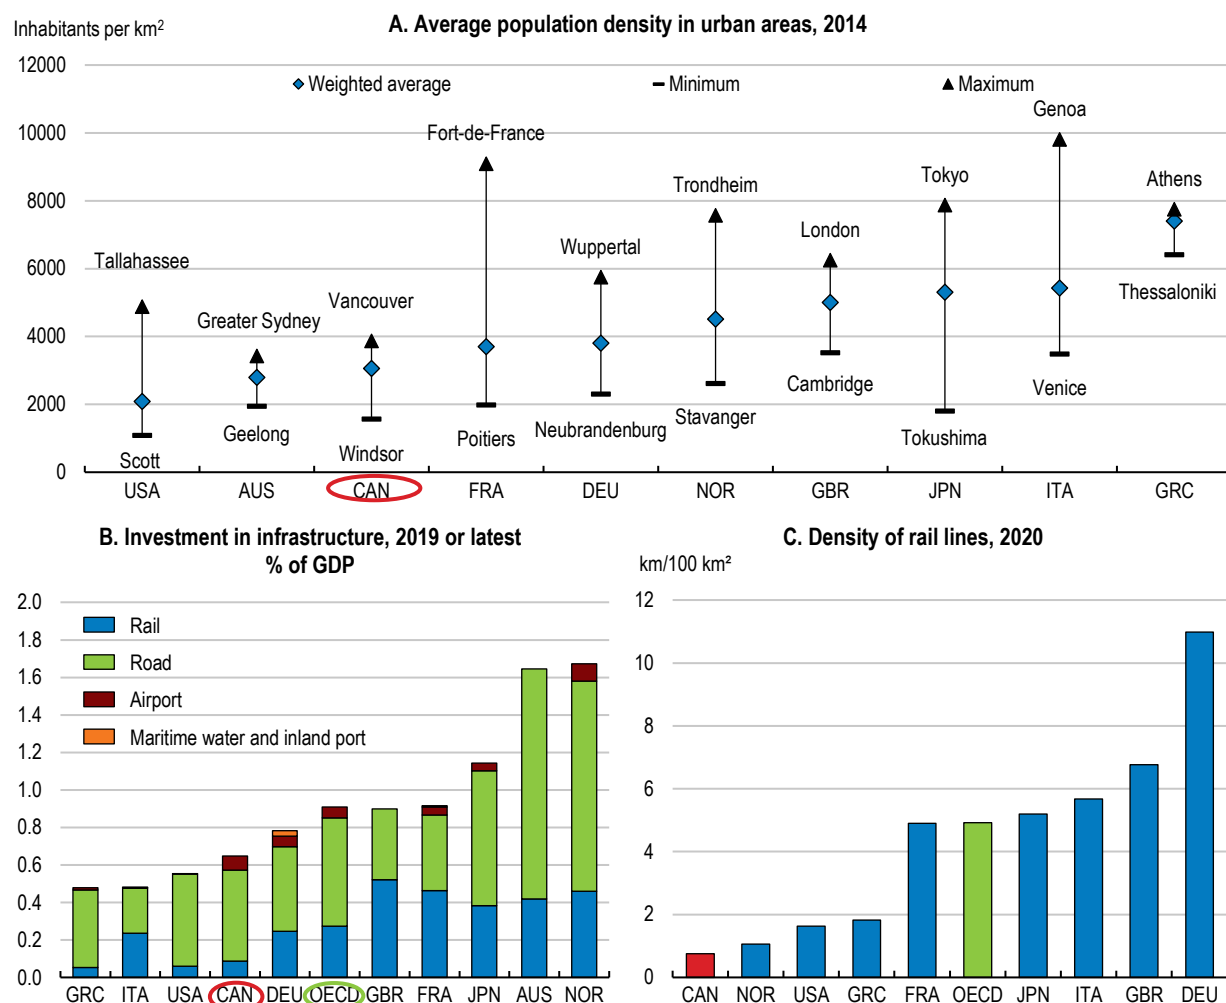 A. Average population density in urban areas, 2014
Inhabitants per km²
12000
10000
8000
6000
4000
2000
0
Weighted average
Minimum
Maximum
Tallahassee
Scott
Greater Sydney
Geelong
Vancouver
Windsor
Fort-de-France
Poitiers
Wuppertal
Neubrandenburg
Trondheim
Stavanger
London
Cambridge
Tokyo
Tokushima
Genoa
Venice
Athens
Thessaloniki
USA AUS CAN FRA DEU NOR GBR JPN ITA GRC
B. Investment in infrastructure, 2019 or latest
% of GDP
2.0
1.8
1.6
1.4
1.2
1.0
0.8
0.6
0.4
0.2
0.0
Rail
Road
Airport
Maritime water and inland port
GRC ITA USA CAN DEU OECD GBR FRA JPN AUS NOR
C. Density of rail lines, 2020
km/100 km²
12
10
8
6
4
2
0
CAN NOR USA GRC FRA OECD JPN ITA GBR DEU